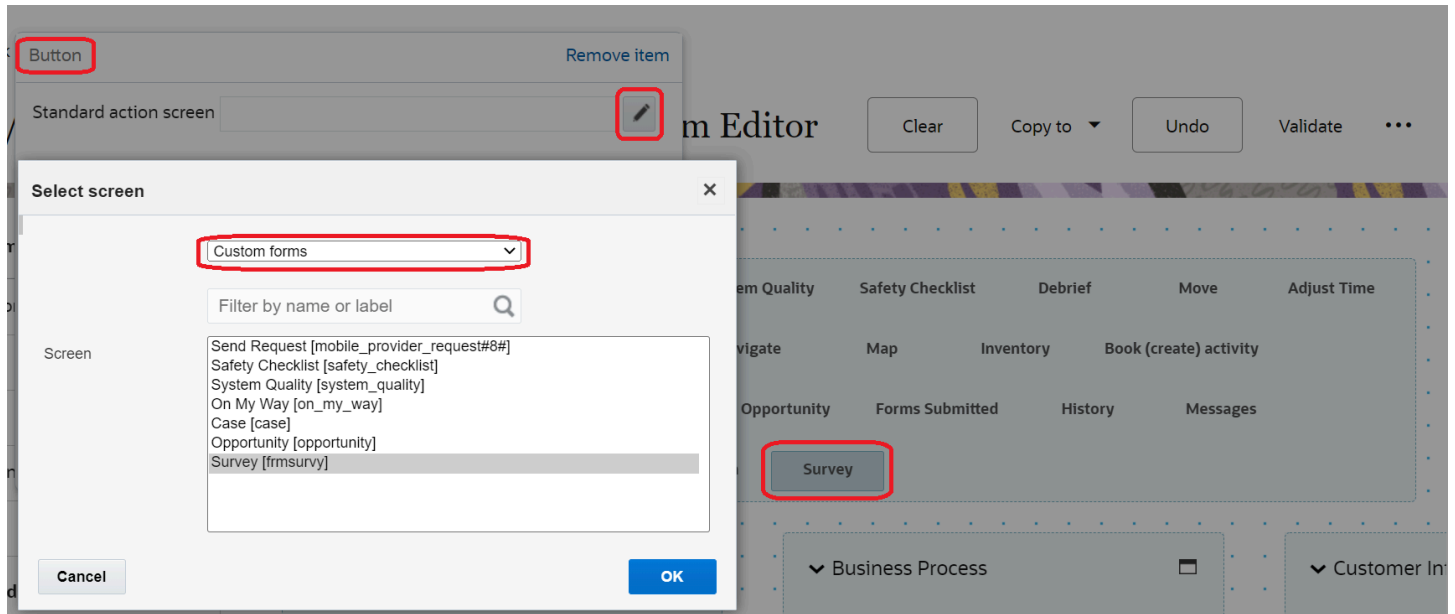 Button
Remove item
Standard action screen
m Editor
Clear
Copy to
Undo
Validate
Select screen
Custom forms
Filter by name or label
Screen
Send Request [mobile_provider_request#8#]
Safety Checklist [safety_checklist]
System Quality [system_quality]
On My Way [on_my_way]
Case [case]
Opportunity [opportunity]
Survey [frmsurvy]
Cancel
OK
em Quality Safety Checklist Debrief Move Adjust Time
vigate Map Inventory Book (create) activity
Opportunity Forms Submitted History Messages
Survey
Business Process
Customer In